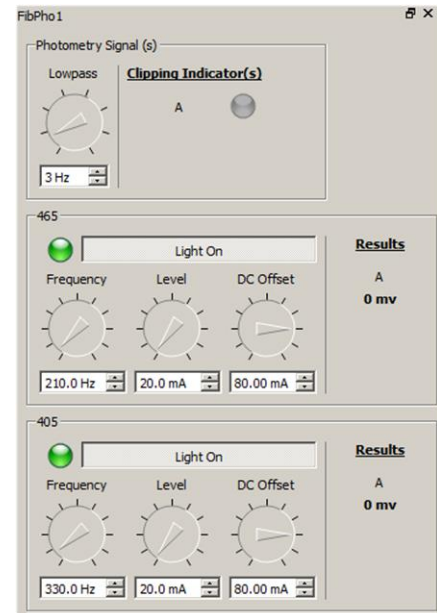 FibPho1
Photometry Signal (s)
Lowpass
Clipping Indicator(s)
A
3 Hz
465
Light On
Results
Frequency
Level
DC Offset
A
0 mv
210.0 Hz
20.0 mA
80.00 mA
405
Light On
Results
Frequency
Level
DC Offset
A
0 mv
330.0 Hz
20.0 mA
80.00 mA